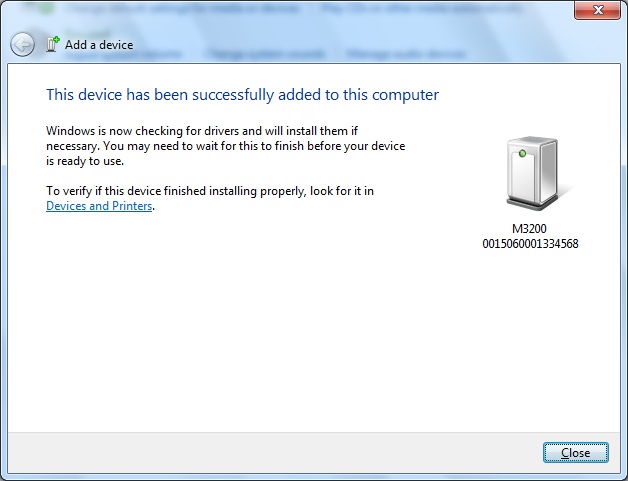 Add a device
This device has been successfully added to this computer
Windows is now checking for drivers and will install them if
necessary. You may need to wait for this to finish before your device
is ready to use.
To verify if this device finished installing properly, look for it in
Devices and Printers.
M3200
0015060001334568
Close